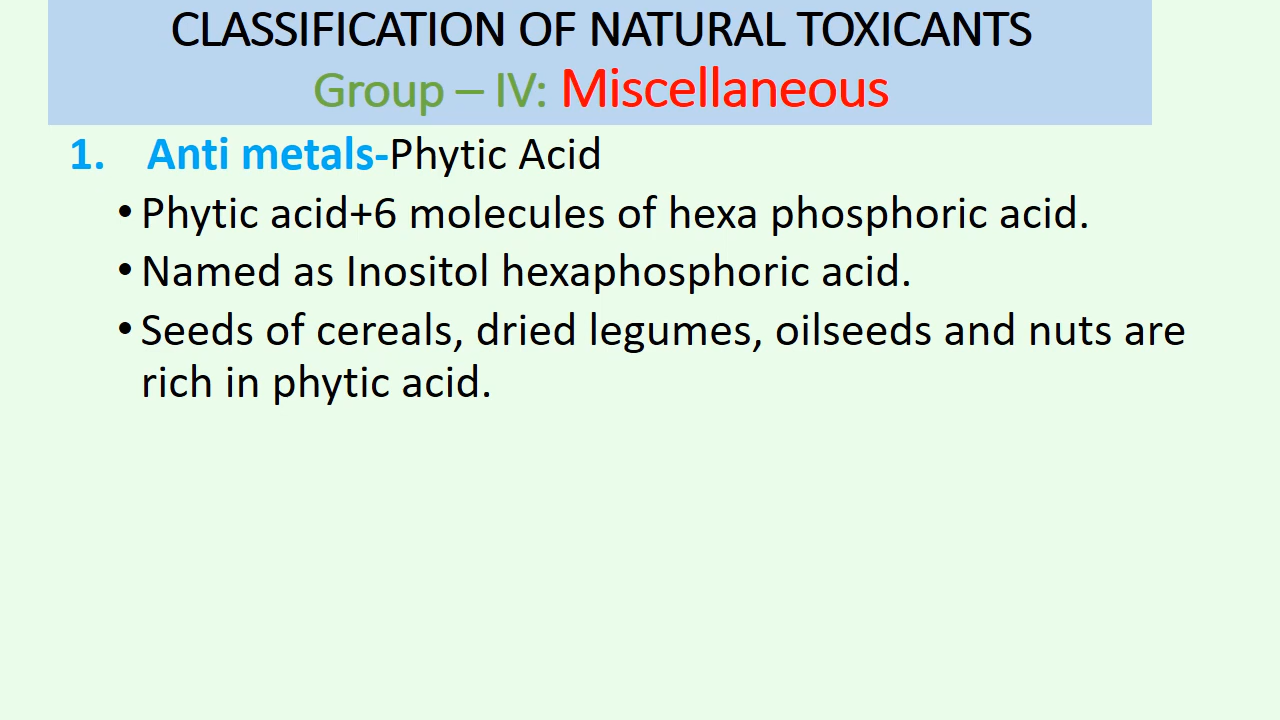 CLASSIFICATION OF NATURAL TOXICANTS
Group – IV: Miscellaneous
1. Anti metals-Phytic Acid
• Phytic acid+6 molecules of hexa phosphoric acid.
• Named as Inositol hexaphosphoric acid.
• Seeds of cereals, dried legumes, oilseeds and nuts are
rich in phytic acid.